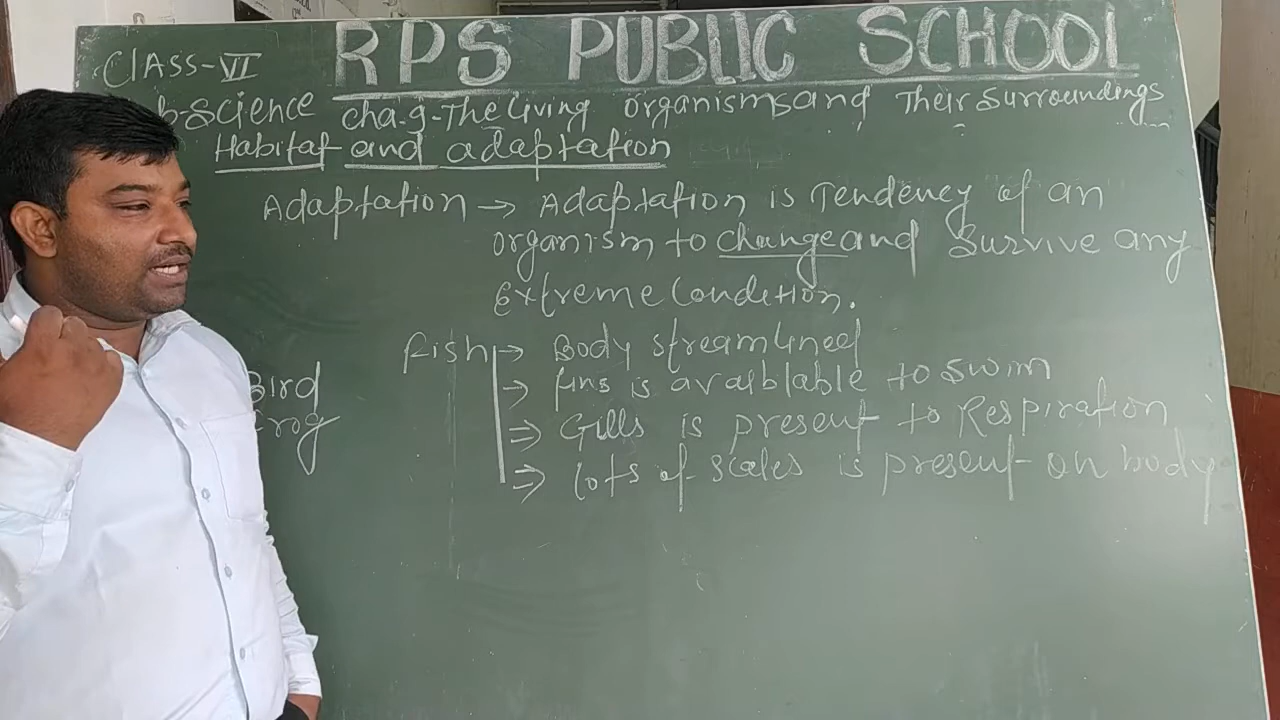 RPS PUBLIC SCHOOL
CLASS-VI
Science cha.9-The living organisms and Their surroundings
Habitat and adaptation
Adaptation → Adaptation is Tendency of an
organism to change and survive any
extreme condition.
Fish → Body streamlined
→ fins is avaiblable to swim
⇒ Gills is present to Respiration
⇒ lots of scales is present on body
Bird
Frog